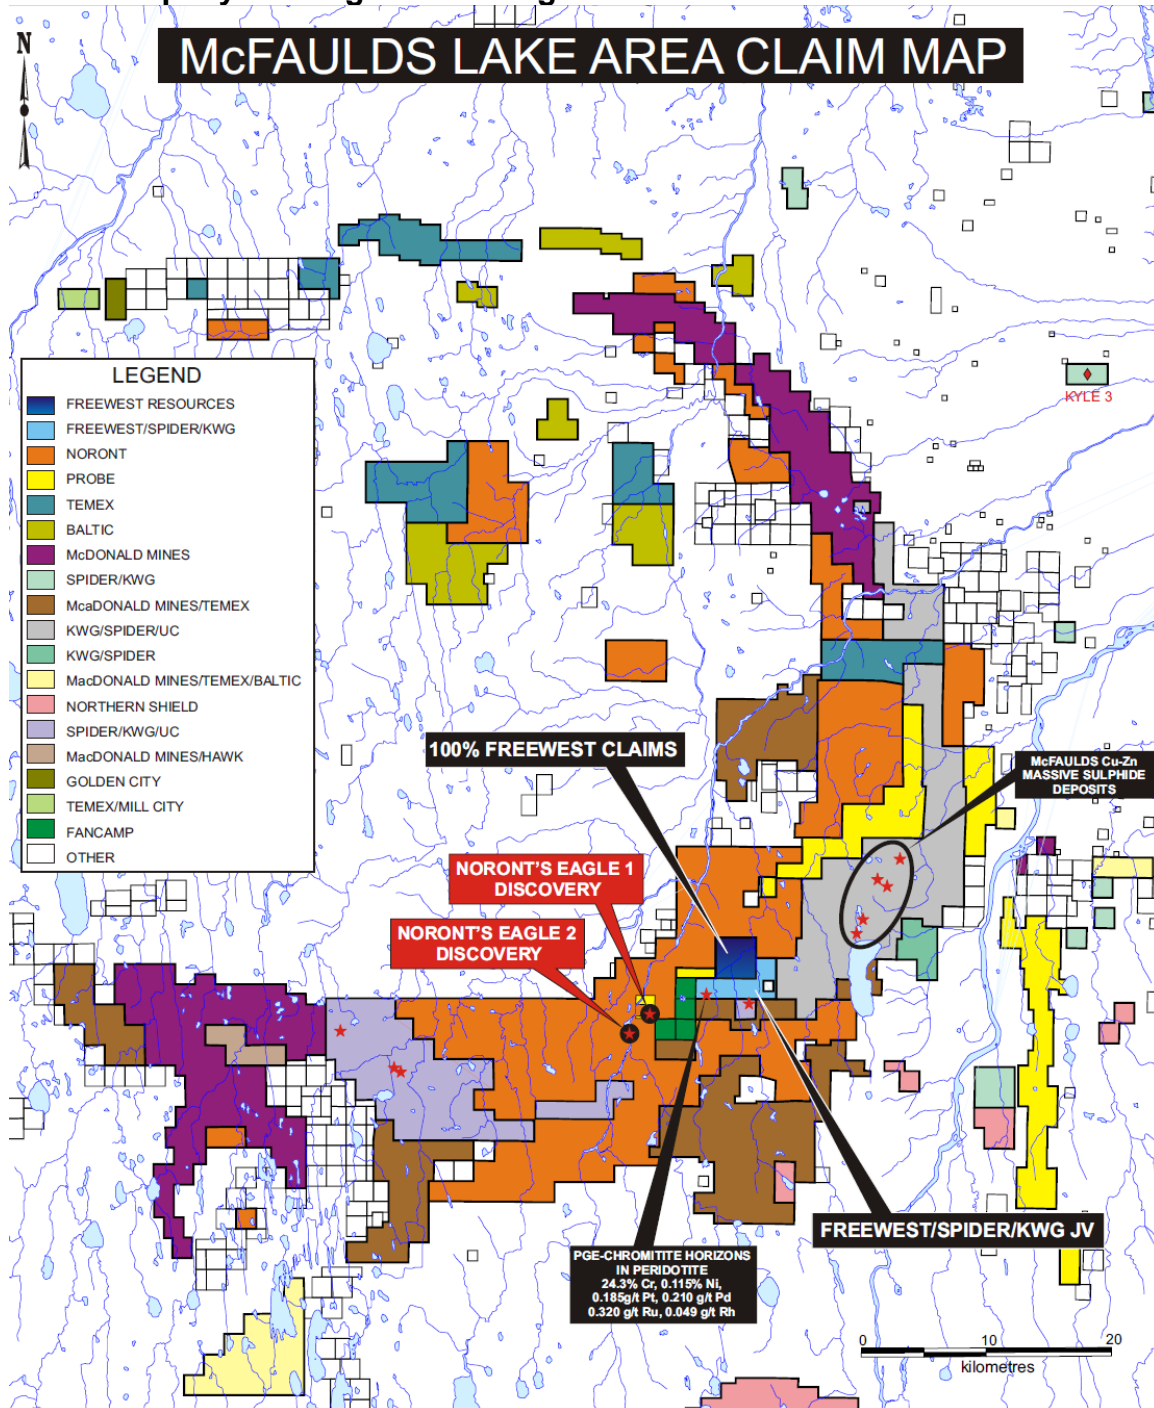 N
McFAULDS LAKE AREA CLAIM MAP
KYLE 3
LEGEND
FREEWEST RESOURCES
FREEWEST/SPIDER/KWG
NORONT
PROBE
TEMEX
BALTIC
McDONALD MINES
SPIDER/KWG
McaDONALD MINES/TEMEX
KWG/SPIDER/UC
KWG/SPIDER
MacDONALD MINES/TEMEX/BALTIC
NORTHERN SHIELD
SPIDER/KWG/UC
MacDONALD MINES/HAWK
GOLDEN CITY
TEMEX/MILL CITY
FANCAMP
OTHER
100% FREEWEST CLAIMS
McFAULDS Cu-Zn
MASSIVE SULPHIDE
DEPOSITS
NORONT'S EAGLE 1
DISCOVERY
NORONT'S EAGLE 2
DISCOVERY
FREEWEST/SPIDER/KWG JV
PGE-CHROMITITE HORIZONS
IN PERIDOTITE
24.3% Cr, 0.115% Ni,
0.185g/t Pt, 0.210 g/t Pd
0.320 g/t Ru, 0.049 g/t Rh
0 10 20
kilometres